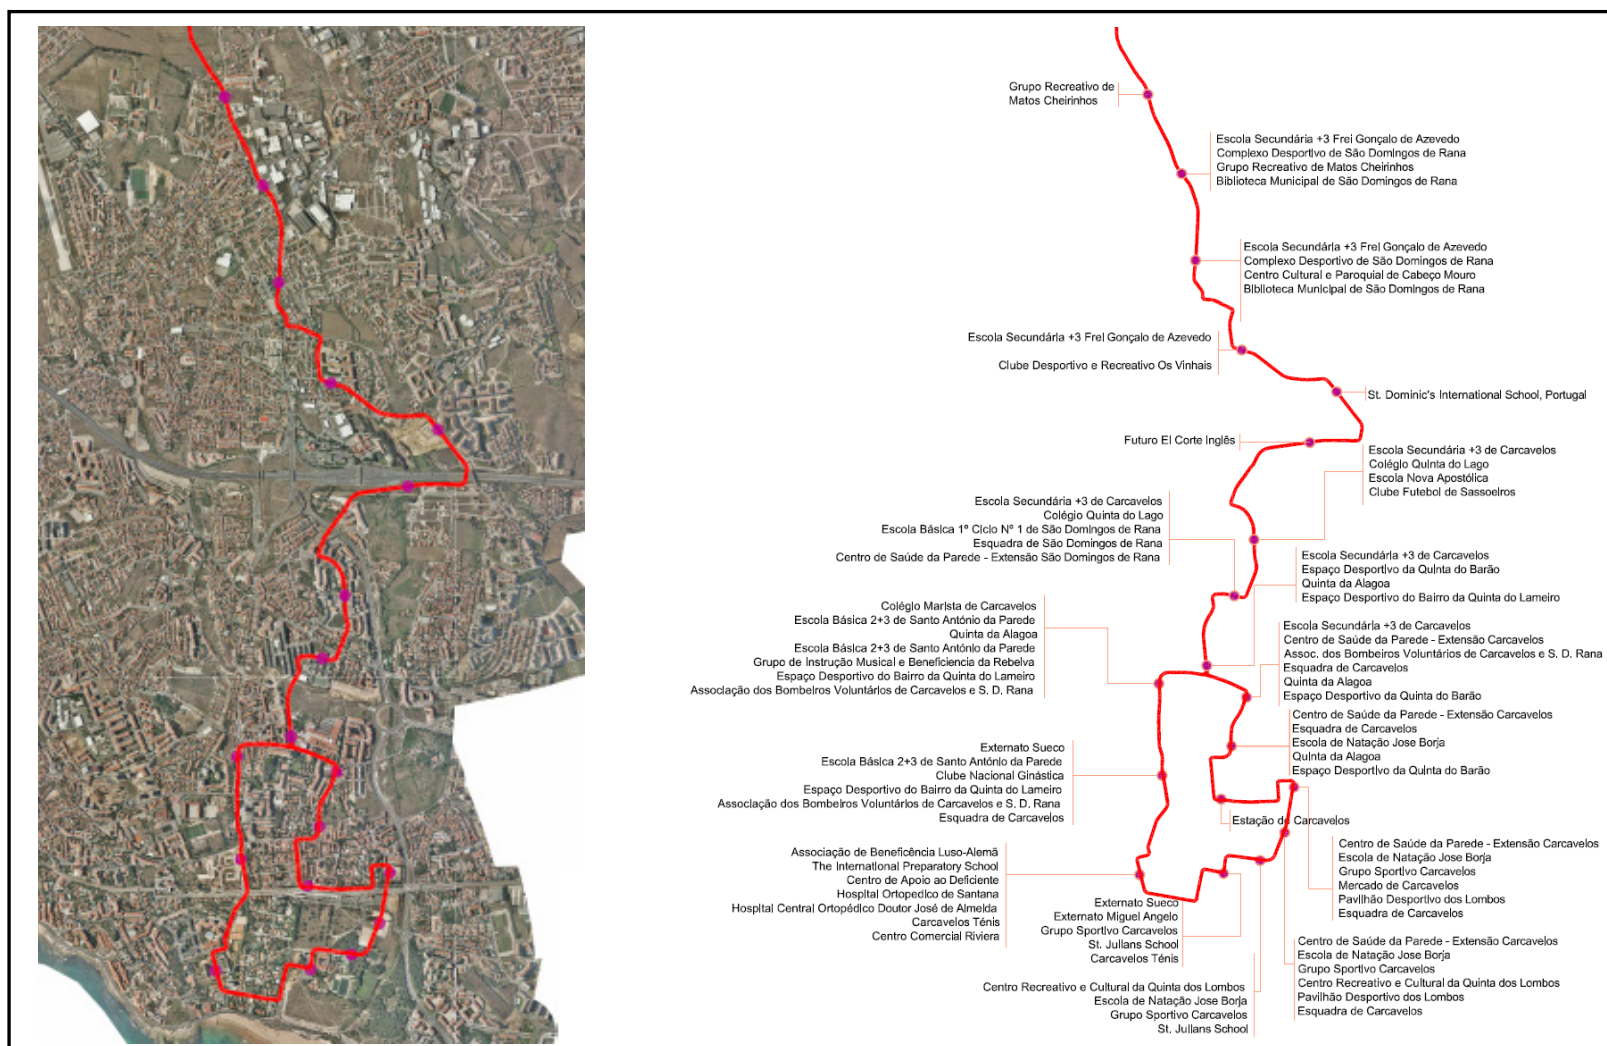 Grupo Recreativo de
Matos Cheirinhos
Escola Secundária +3 Frei Gonçalo de Azevedo
Complexo Desportivo de São Domingos de Rana
Grupo Recreativo de Matos Cheirinhos
Biblioteca Municipal de São Domingos de Rana
Escola Secundária +3 Frei Gonçalo de Azevedo
Complexo Desportivo de São Domingos de Rana
Centro Cultural e Paroquial de Cabeço Mouro
Biblioteca Municipal de São Domingos de Rana
Escola Secundária +3 Frei Gonçalo de Azevedo
Clube Desportivo e Recreativo Os Vinhais
St. Dominic's International School, Portugal
Futuro El Corte Inglês
Escola Secundária +3 de Carcavelos
Colégio Quinta do Lago
Escola Nova Apostólica
Clube Futebol de Sassoeiros
Escola Secundária +3 de Carcavelos
Colégio Quinta do Lago
Escola Básica 1º Ciclo Nº 1 de São Domingos de Rana
Esquadra de São Domingos de Rana
Centro de Saúde da Parede - Extensão São Domingos de Rana
Escola Secundária +3 de Carcavelos
Espaço Desportivo da Quinta do Barão
Quinta da Alagoa
Espaço Desportivo do Bairro da Quinta do Lameiro
Colégio Marista de Carcavelos
Escola Básica 2+3 de Santo António da Parede
Quinta da Alagoa
Escola Básica 2+3 de Santo António da Parede
Grupo de Instrução Musical e Beneficiencia da Rebelva
Espaço Desportivo do Bairro da Quinta do Lameiro
Associação dos Bombeiros Voluntários de Carcavelos e S. D. Rana
Escola Secundária +3 de Carcavelos
Centro de Saúde da Parede - Extensão Carcavelos
Assoc. dos Bombeiros Voluntários de Carcavelos e S. D. Rana
Esquadra de Carcavelos
Quinta da Alagoa
Espaço Desportivo da Quinta do Barão
Centro de Saúde da Parede - Extensão Carcavelos
Esquadra de Carcavelos
Escola de Natação Jose Borja
Quinta da Alagoa
Espaço Desportivo da Quinta do Barão
Externato Sueco
Escola Básica 2+3 de Santo António da Parede
Clube Nacional Ginástica
Espaço Desportivo do Bairro da Quinta do Lameiro
Associação dos Bombeiros Voluntários de Carcavelos e S. D. Rana
Esquadra de Carcavelos
Estação de Carcavelos
Centro de Saúde da Parede - Extensão Carcavelos
Escola de Natação Jose Borja
Grupo Sportivo Carcavelos
Mercado de Carcavelos
Pavilhão Desportivo dos Lombos
Esquadra de Carcavelos
Associação de Beneficência Luso-Alemã
The International Preparatory School
Centro de Apoio ao Deficiente
Hospital Ortopedico de Santana
Hospital Central Ortopédico Doutor José de Almeida
Carcavelos Ténis
Centro Comercial Riviera
Externato Sueco
Externato Miguel Angelo
Grupo Sportivo Carcavelos
St. Julians School
Carcavelos Ténis
Centro de Saúde da Parede - Extensão Carcavelos
Escola de Natação Jose Borja
Grupo Sportivo Carcavelos
Centro Recreativo e Cultural da Quinta dos Lombos
Pavilhão Desportivo dos Lombos
Esquadra de Carcavelos
Centro Recreativo e Cultural da Quinta dos Lombos
Escola de Natação Jose Borja
Grupo Sportivo Carcavelos
St. Julians School